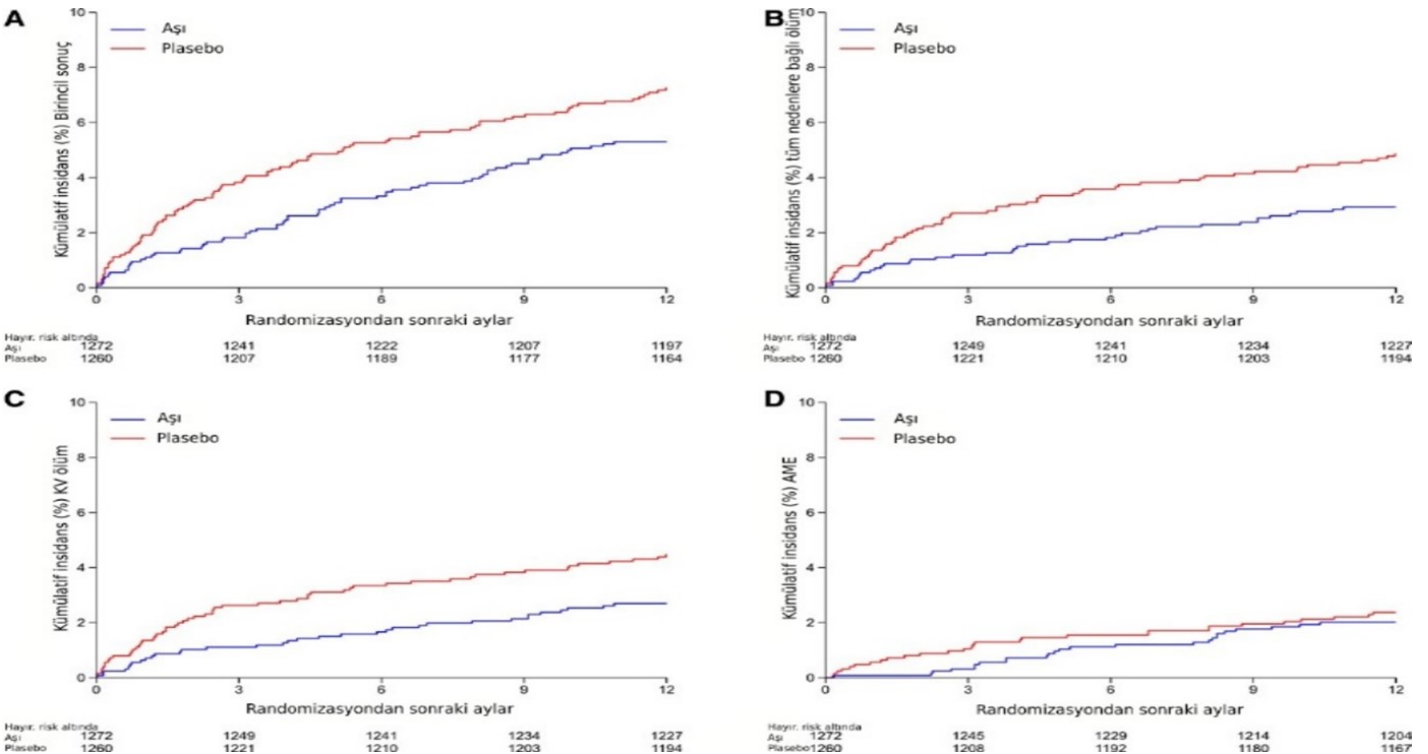 A
Kümülatif insidans (%) Birincil sonuç
10
8
6
4
2
0
Aşı
Plasebo
0 3 6 9 12
Randomizasyondan sonraki aylar
Hayır. risk altında
Aşı 1272 1241 1222 1207 1197
Plasebo 1260 1207 1189 1177 1164
B
Kümülatif insidans (%) tüm nedenlere bağlı ölüm
10
8
6
4
2
0
Aşı
Plasebo
0 3 6 9 12
Randomizasyondan sonraki aylar
Hayır. risk altında
Aşı 1272 1249 1241 1234 1227
Plasebo 1260 1221 1210 1203 1194
C
Kümülatif insidans (%) KV ölüm
10
8
6
4
2
0
Aşı
Plasebo
0 3 6 9 12
Randomizasyondan sonraki aylar
Hayır. risk altında
Aşı 1272 1249 1241 1234 1227
Plasebo 1260 1221 1210 1203 1194
D
Kümülatif insidans (%) AME
10
8
6
4
2
0
Aşı
Plasebo
0 3 6 9 12
Randomizasyondan sonraki aylar
Hayır. risk altında
Aşı 1272 1245 1229 1214 1204
Plasebo 1260 1208 1192 1180 1167